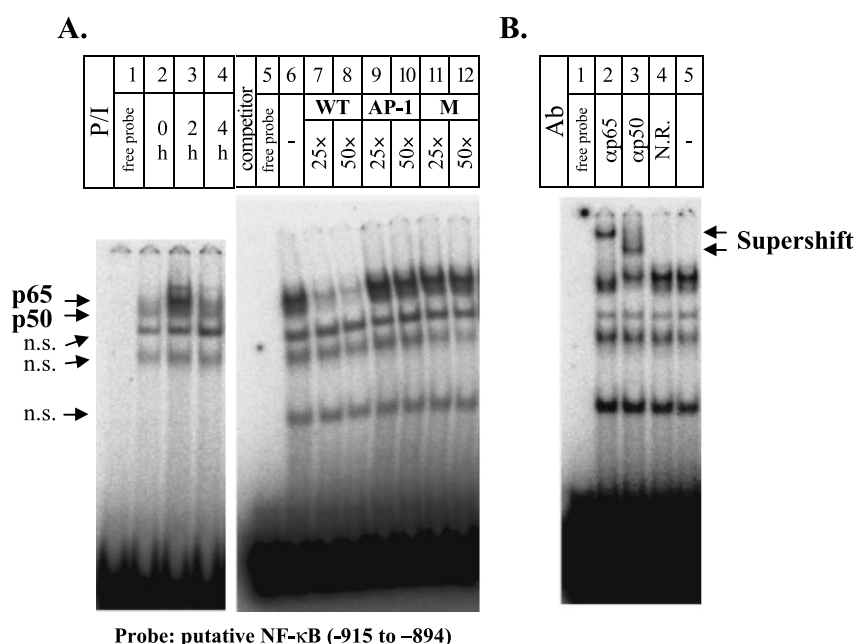 A.
B.
P/I 1 2 3 4
free probe 0 h 2 h 4 h
competitor 5 6 7 8 9 10 11 12
free probe - WT AP-1 M
25× 50× 25× 50× 25× 50×
Ab 1 2 3 4 5
free probe αp65 αp50 N.R. -
Supershift
p65
p50
n.s.
n.s.
n.s.
Probe: putative NF-κB (-915 to –894)